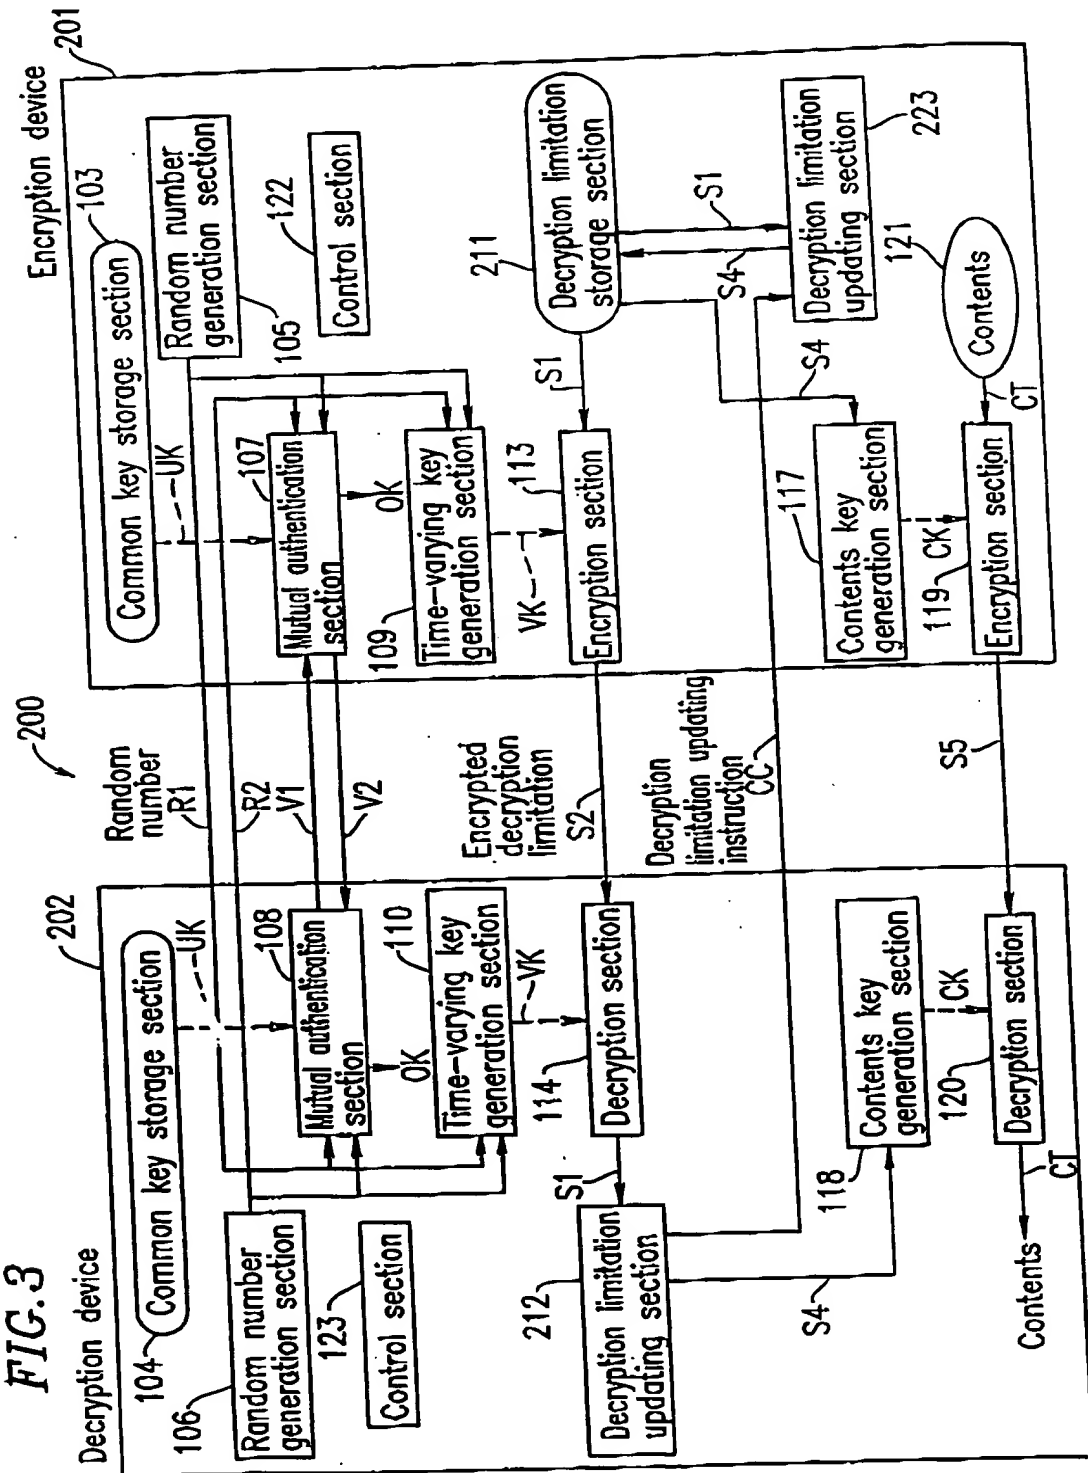 FIG. 3
200
Decryption device
202
104
Common key storage section
UK
106
Random number
generation section
123
Control section
108
Mutual authentication
section
OK
110
Time-varying key
generation section
VK
114
Decryption section
S1
212
Decryption limitation
updating section
S4
118
Contents key
generation section
CK
120
Decryption section
CT
Contents
Random
number
R1
R2
V1
V2
Encrypted
decryption
limitation
S2
Decryption
limitation updating
instruction
CC
S5
Encryption device
201
103
Common key storage section
UK
Random number
generation section
105
122
Control section
107
Mutual authentication
section
OK
109
Time-varying key
generation section
VK
113
Encryption section
S1
211
Decryption limitation
storage section
S1
S4
Decryption limitation
updating section
223
S4
117
Contents key
generation section
CK
119
Encryption section
CT
121
Contents